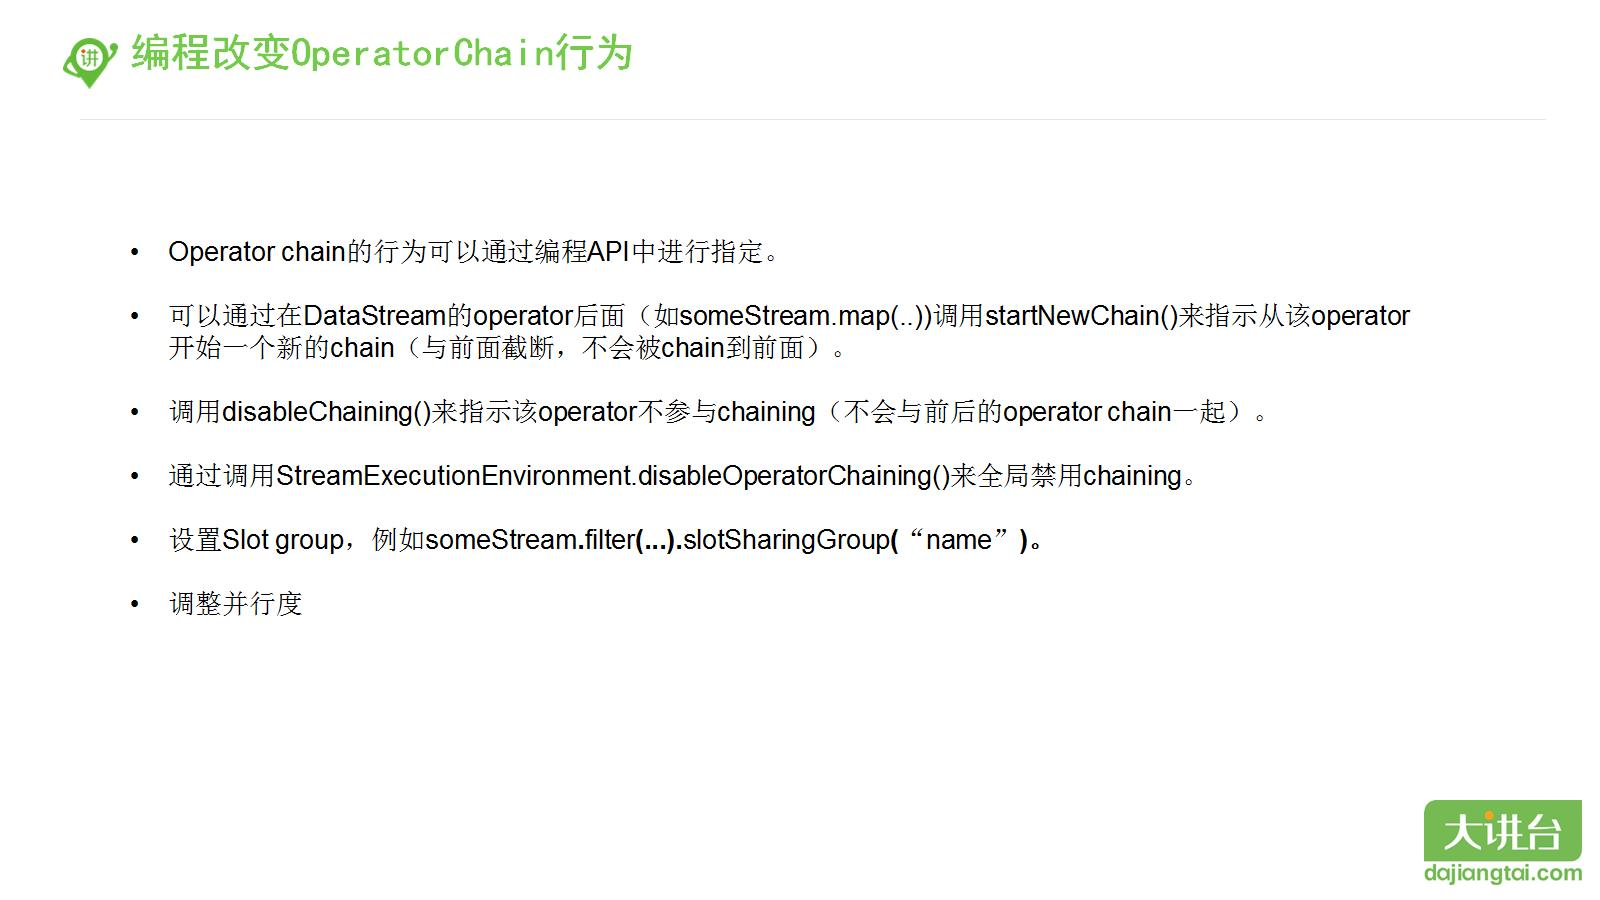 讲
编程改变OperatorChain行为
• Operator chain的行为可以通过编程API中进行指定。
• 可以通过在DataStream的operator后面（如someStream.map(..))调用startNewChain()来指示从该operator
开始一个新的chain（与前面截断，不会被chain到前面）。
• 调用disableChaining()来指示该operator不参与chaining（不会与前后的operator chain一起）。
• 通过调用StreamExecutionEnvironment.disableOperatorChaining()来全局禁用chaining。
• 设置Slot group，例如someStream.filter(...).slotSharingGroup(“name”)。
• 调整并行度
大讲台
dajiangtai.com